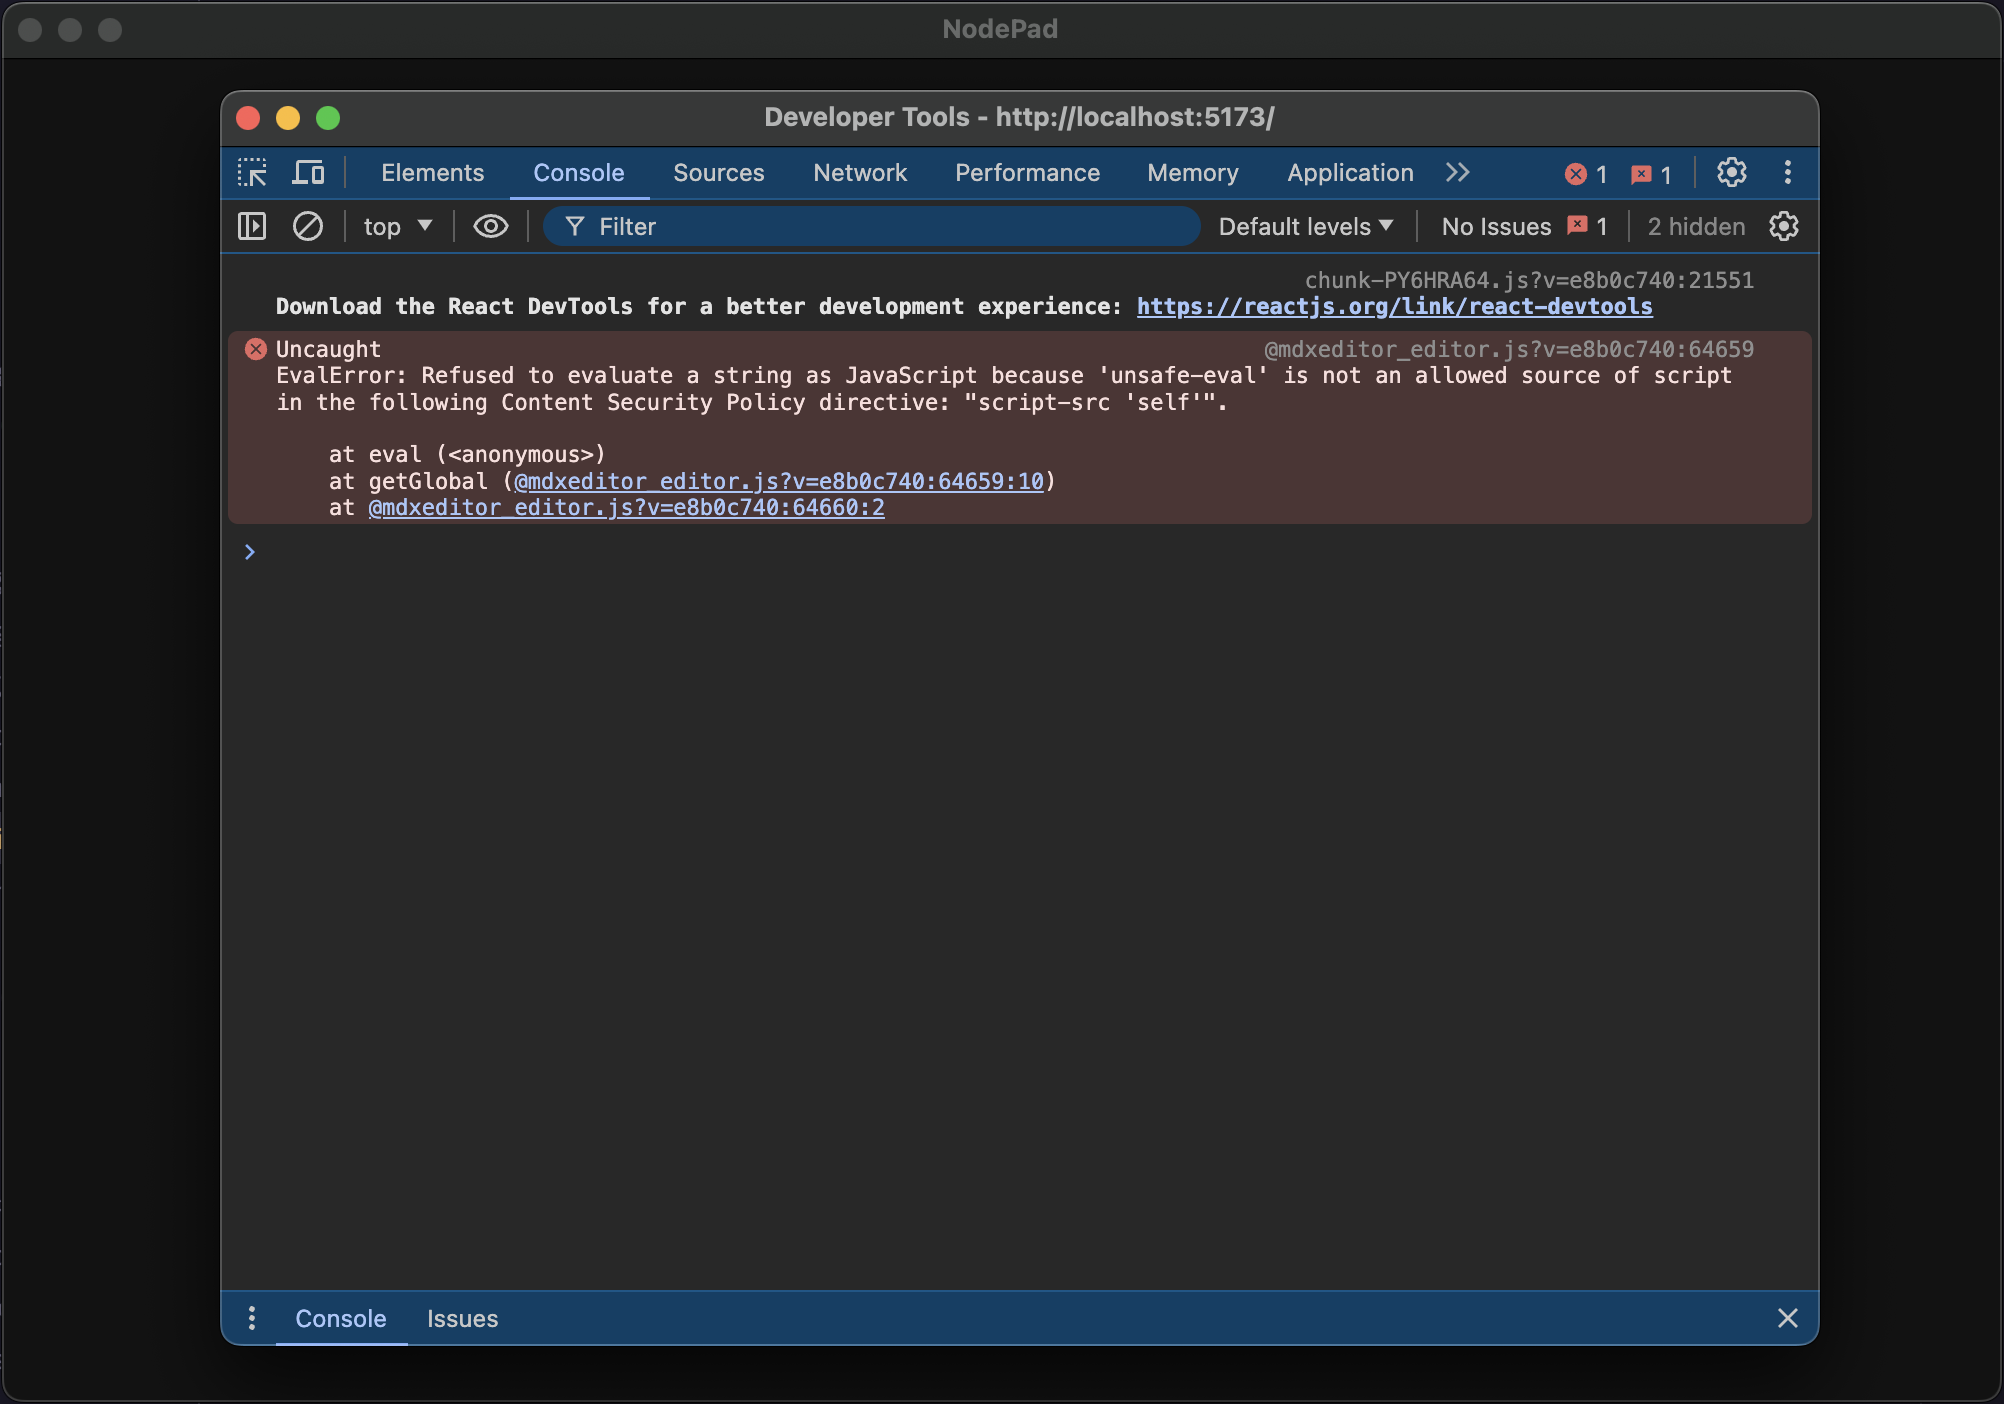 NodePad
Developer Tools - http://localhost:5173/
Elements Console Sources Network Performance Memory Application 1 1
top Filter Default levels No Issues 1 2 hidden
chunk-PY6HRA64.js?v=e8b0c740:21551
Download the React DevTools for a better development experience: https://reactjs.org/link/react-devtools
Uncaught @mdxeditor_editor.js?v=e8b0c740:64659
EvalError: Refused to evaluate a string as JavaScript because 'unsafe-eval' is not an allowed source of script
in the following Content Security Policy directive: "script-src 'self'".
at eval (<anonymous>)
at getGlobal (@mdxeditor_editor.js?v=e8b0c740:64659:10)
at @mdxeditor_editor.js?v=e8b0c740:64660:2
Console Issues